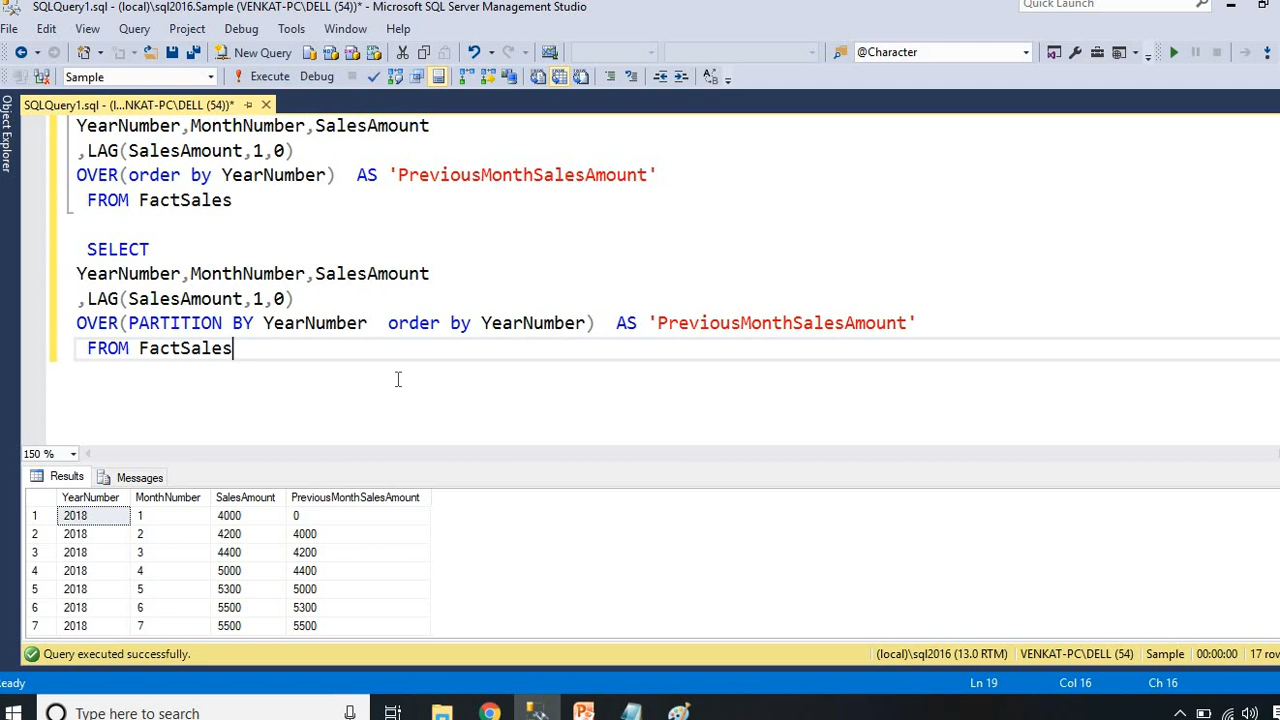 SQLQuery1.sql - (local)\sql2016.Sample (VENKAT-PC\DELL (54))* - Microsoft SQL Server Management Studio
Quick Launch
File Edit View Query Project Debug Tools Window Help
New Query @Character
Sample Execute Debug
SQLQuery1.sql - (l...NKAT-PC\DELL (54))*
Object Explorer
YearNumber,MonthNumber,SalesAmount
,LAG(SalesAmount,1,0)
OVER(order by YearNumber) AS 'PreviousMonthSalesAmount'
FROM FactSales
SELECT
YearNumber,MonthNumber,SalesAmount
,LAG(SalesAmount,1,0)
OVER(PARTITION BY YearNumber order by YearNumber) AS 'PreviousMonthSalesAmount'
FROM FactSales
150 %
Results Messages
YearNumber MonthNumber SalesAmount PreviousMonthSalesAmount
1 2018 1 4000 0
2 2018 2 4200 4000
3 2018 3 4400 4200
4 2018 4 5000 4400
5 2018 5 5300 5000
6 2018 6 5500 5300
7 2018 7 5500 5500
Query executed successfully. (local)\sql2016 (13.0 RTM) VENKAT-PC\DELL (54) Sample 00:00:00 17 row
eady Ln 19 Col 16 Ch 16
Type here to search